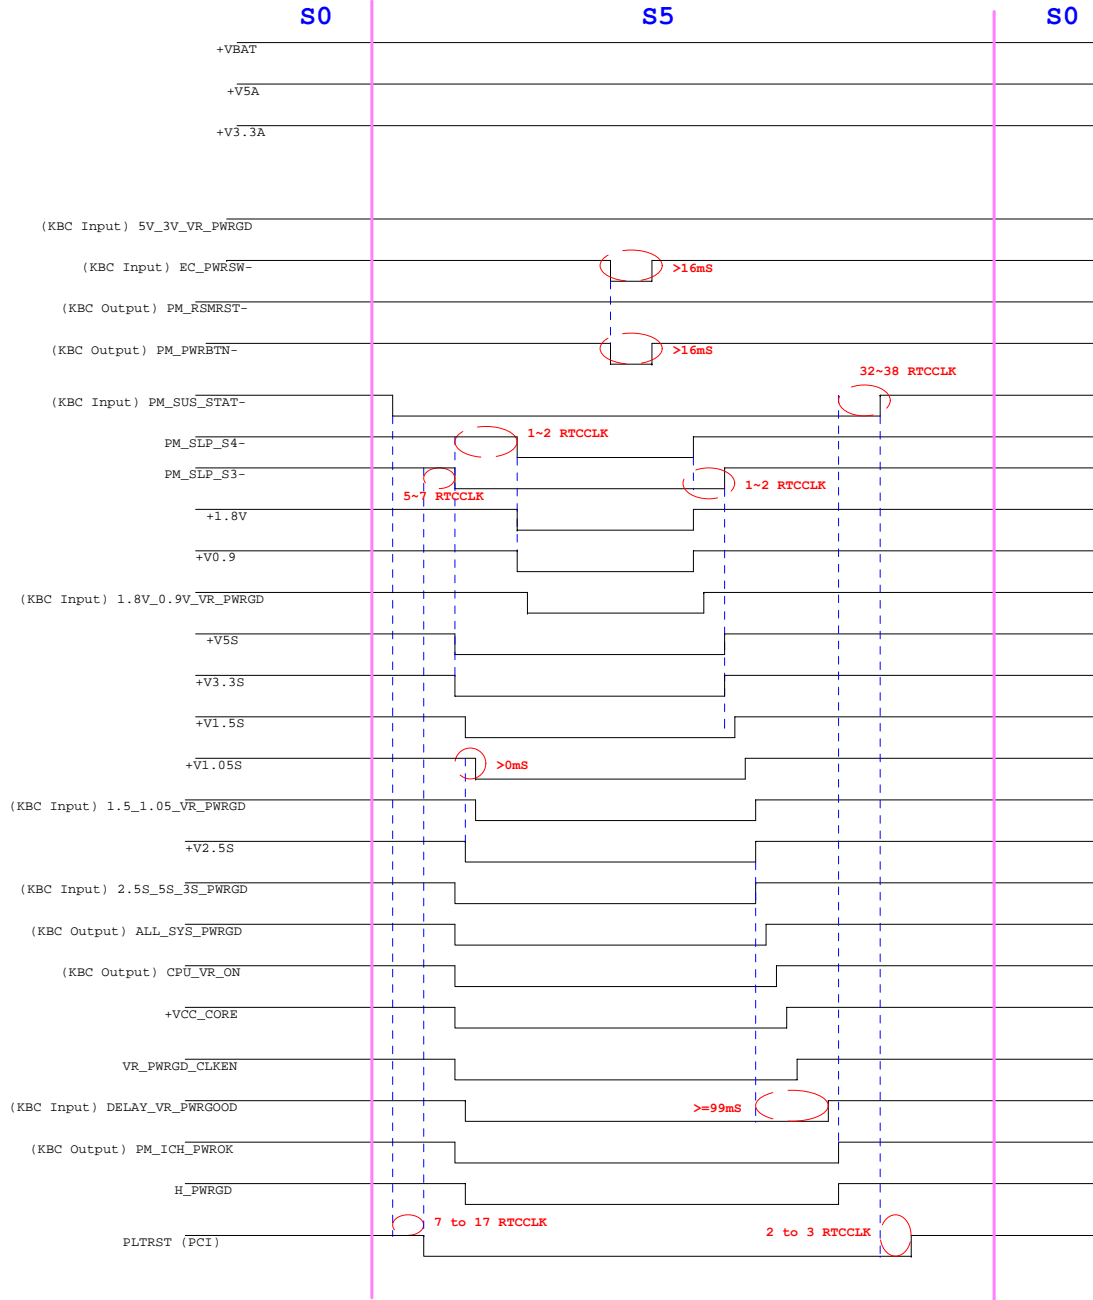 S0 S5 S0
+VBAT
+V5A
+V3.3A
(KBC Input) 5V_3V_VR_PWRGD
(KBC Input) EC_PWRSW- >16mS
(KBC Output) PM_RSMRST-
(KBC Output) PM_PWRBTN- >16mS
32~38 RTCCLK
(KBC Input) PM_SUS_STAT-
1~2 RTCCLK
PM_SLP_S4-
PM_SLP_S3-
1~2 RTCCLK
5~7 RTCCLK
+1.8V
+V0.9
(KBC Input) 1.8V_0.9V_VR_PWRGD
+V5S
+V3.3S
+V1.5S
+V1.05S >0mS
(KBC Input) 1.5_1.05_VR_PWRGD
+V2.5S
(KBC Input) 2.5S_5S_3S_PWRGD
(KBC Output) ALL_SYS_PWRGD
(KBC Output) CPU_VR_ON
+VCC_CORE
VR_PWRGD_CLKEN
(KBC Input) DELAY_VR_PWRGOOD >=99mS
(KBC Output) PM_ICH_PWROK
H_PWRGD
7 to 17 RTCCLK
2 to 3 RTCCLK
PLTRST (PCI)